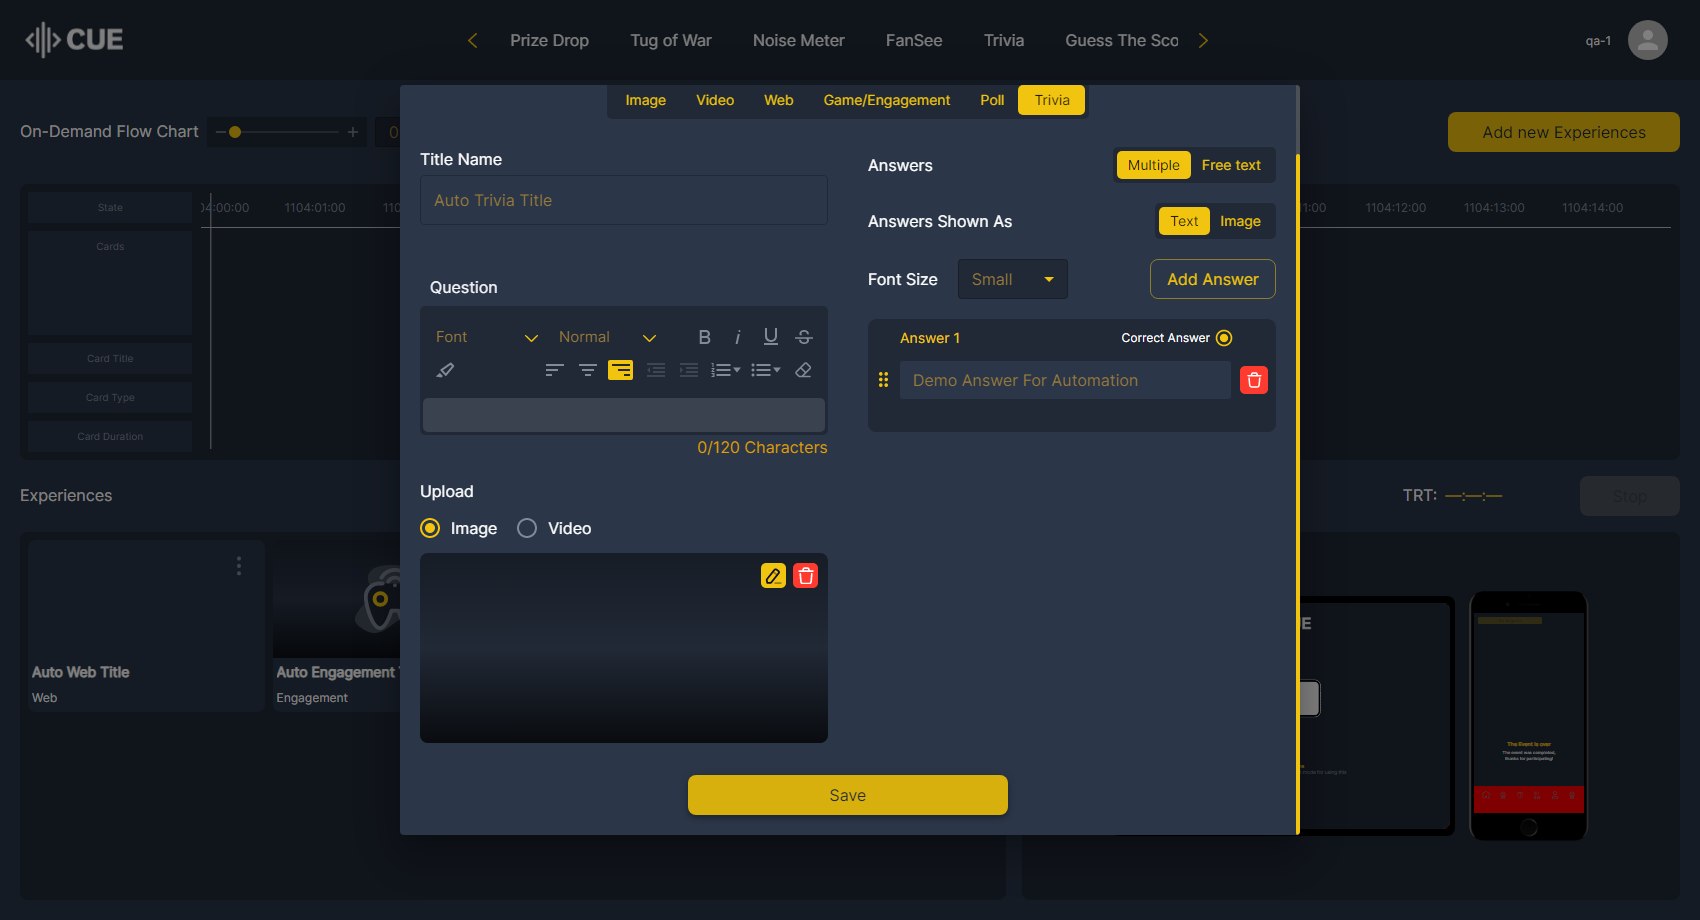 CUE
Prize Drop
Tug of War
Noise Meter
FanSee
Trivia
Guess The Sco
qa-1
On-Demand Flow Chart
0
Add new Experiences
Image
Video
Web
Game/Engagement
Poll
Trivia
State
04:00:00
1104:01:00
110
11:00
1104:12:00
1104:13:00
1104:14:00
Cards
Card Title
Card Type
Card Duration
Title Name
Auto Trivia Title
Question
Font
Normal
B
i
U
S
0/120 Characters
Upload
Image
Video
Answers
Multiple
Free text
Answers Shown As
Text
Image
Font Size
Small
Add Answer
Answer 1
Correct Answer
Demo Answer For Automation
Save
Experiences
TRT: —:—:—
Stop
Auto Web Title
Web
Auto Engagement T
Engagement
UE
The Event is over
The event was completed,
thanks for participating!